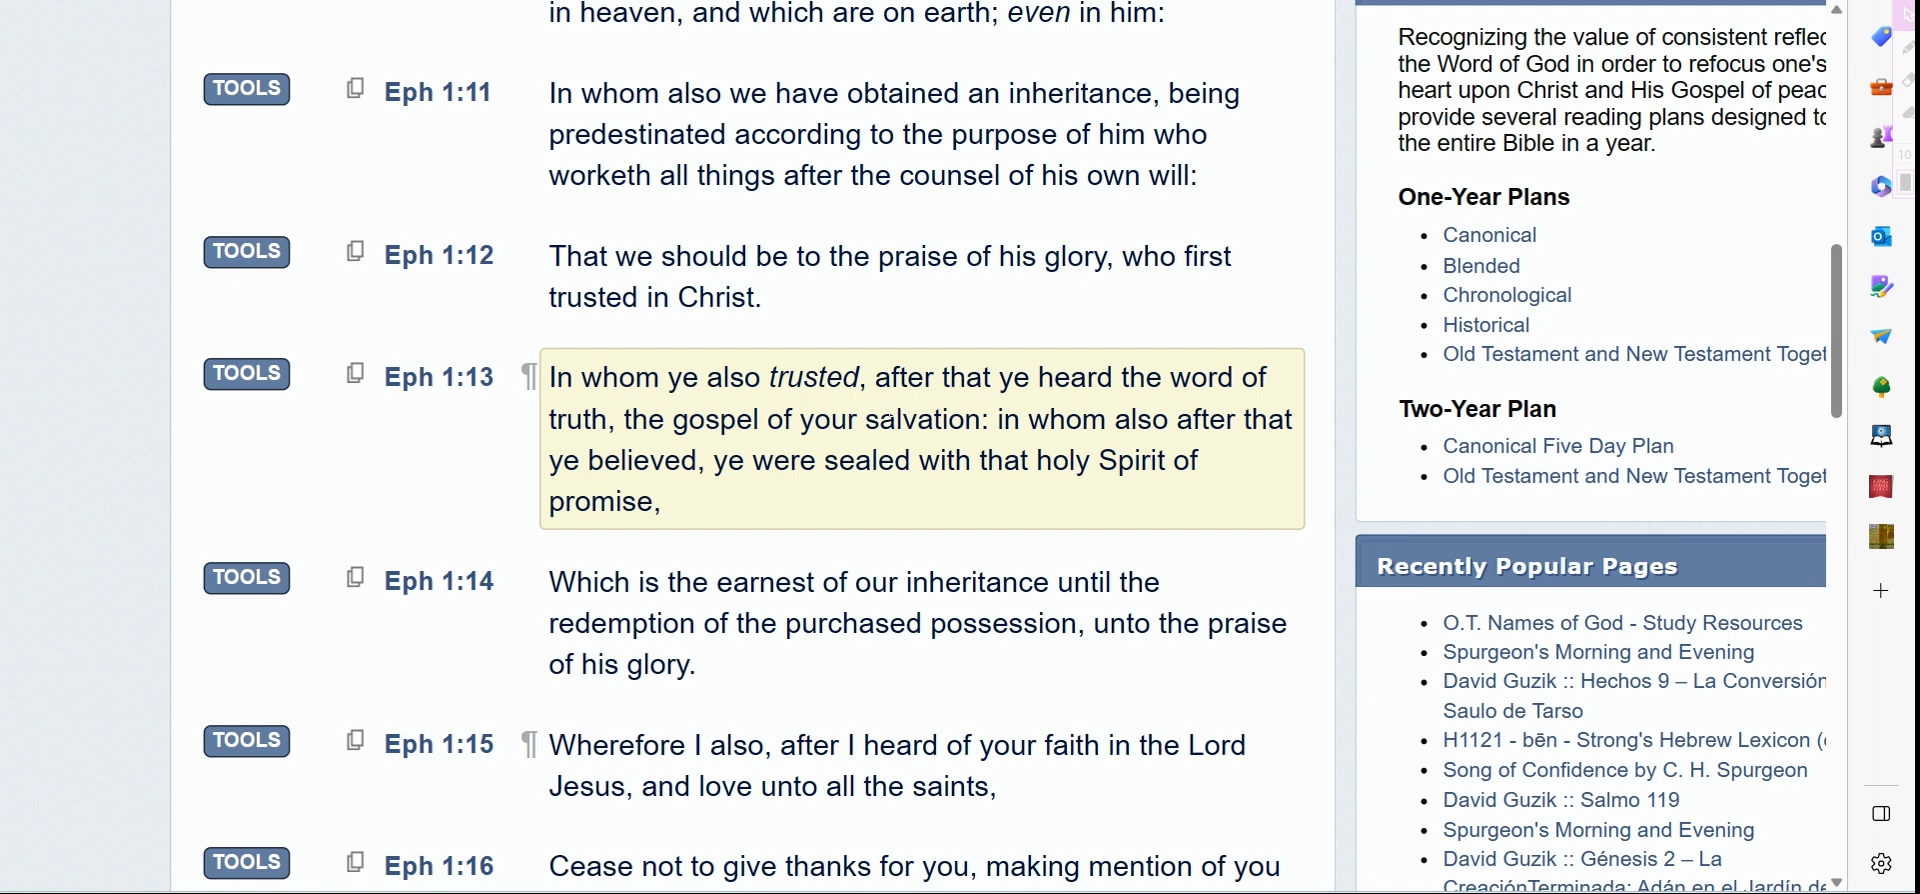 in heaven, and which are on earth; even in him:
TOOLS
Eph 1:11
In whom also we have obtained an inheritance, being
predestinated according to the purpose of him who
worketh all things after the counsel of his own will:
TOOLS
Eph 1:12
That we should be to the praise of his glory, who first
trusted in Christ.
TOOLS
Eph 1:13
¶ In whom ye also trusted, after that ye heard the word of
truth, the gospel of your salvation: in whom also after that
ye believed, ye were sealed with that holy Spirit of
promise,
TOOLS
Eph 1:14
Which is the earnest of our inheritance until the
redemption of the purchased possession, unto the praise
of his glory.
TOOLS
Eph 1:15
¶ Wherefore I also, after I heard of your faith in the Lord
Jesus, and love unto all the saints,
TOOLS
Eph 1:16
Cease not to give thanks for you, making mention of you
Recognizing the value of consistent reflec
the Word of God in order to refocus one's
heart upon Christ and His Gospel of peac
provide several reading plans designed to
the entire Bible in a year.
One-Year Plans
Canonical
Blended
Chronological
Historical
Old Testament and New Testament Toget
Two-Year Plan
Canonical Five Day Plan
Old Testament and New Testament Toget
Recently Popular Pages
O.T. Names of God - Study Resources
Spurgeon's Morning and Evening
David Guzik :: Hechos 9 – La Conversión
Saulo de Tarso
H1121 - bēn - Strong's Hebrew Lexicon (
Song of Confidence by C. H. Spurgeon
David Guzik :: Salmo 119
Spurgeon's Morning and Evening
David Guzik :: Génesis 2 – La
CreaciónTerminada; Adán en el Jardín de
10